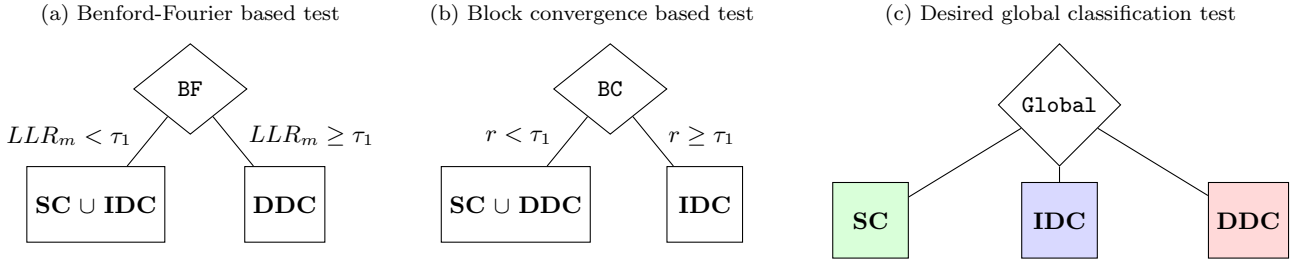 (a) Benford-Fourier based test
BF
LLR_m < τ_1
LLR_m ≥ τ_1
SC ∪ IDC
DDC
(b) Block convergence based test
BC
r < τ_1
r ≥ τ_1
SC ∪ DDC
IDC
(c) Desired global classification test
Global
SC
IDC
DDC